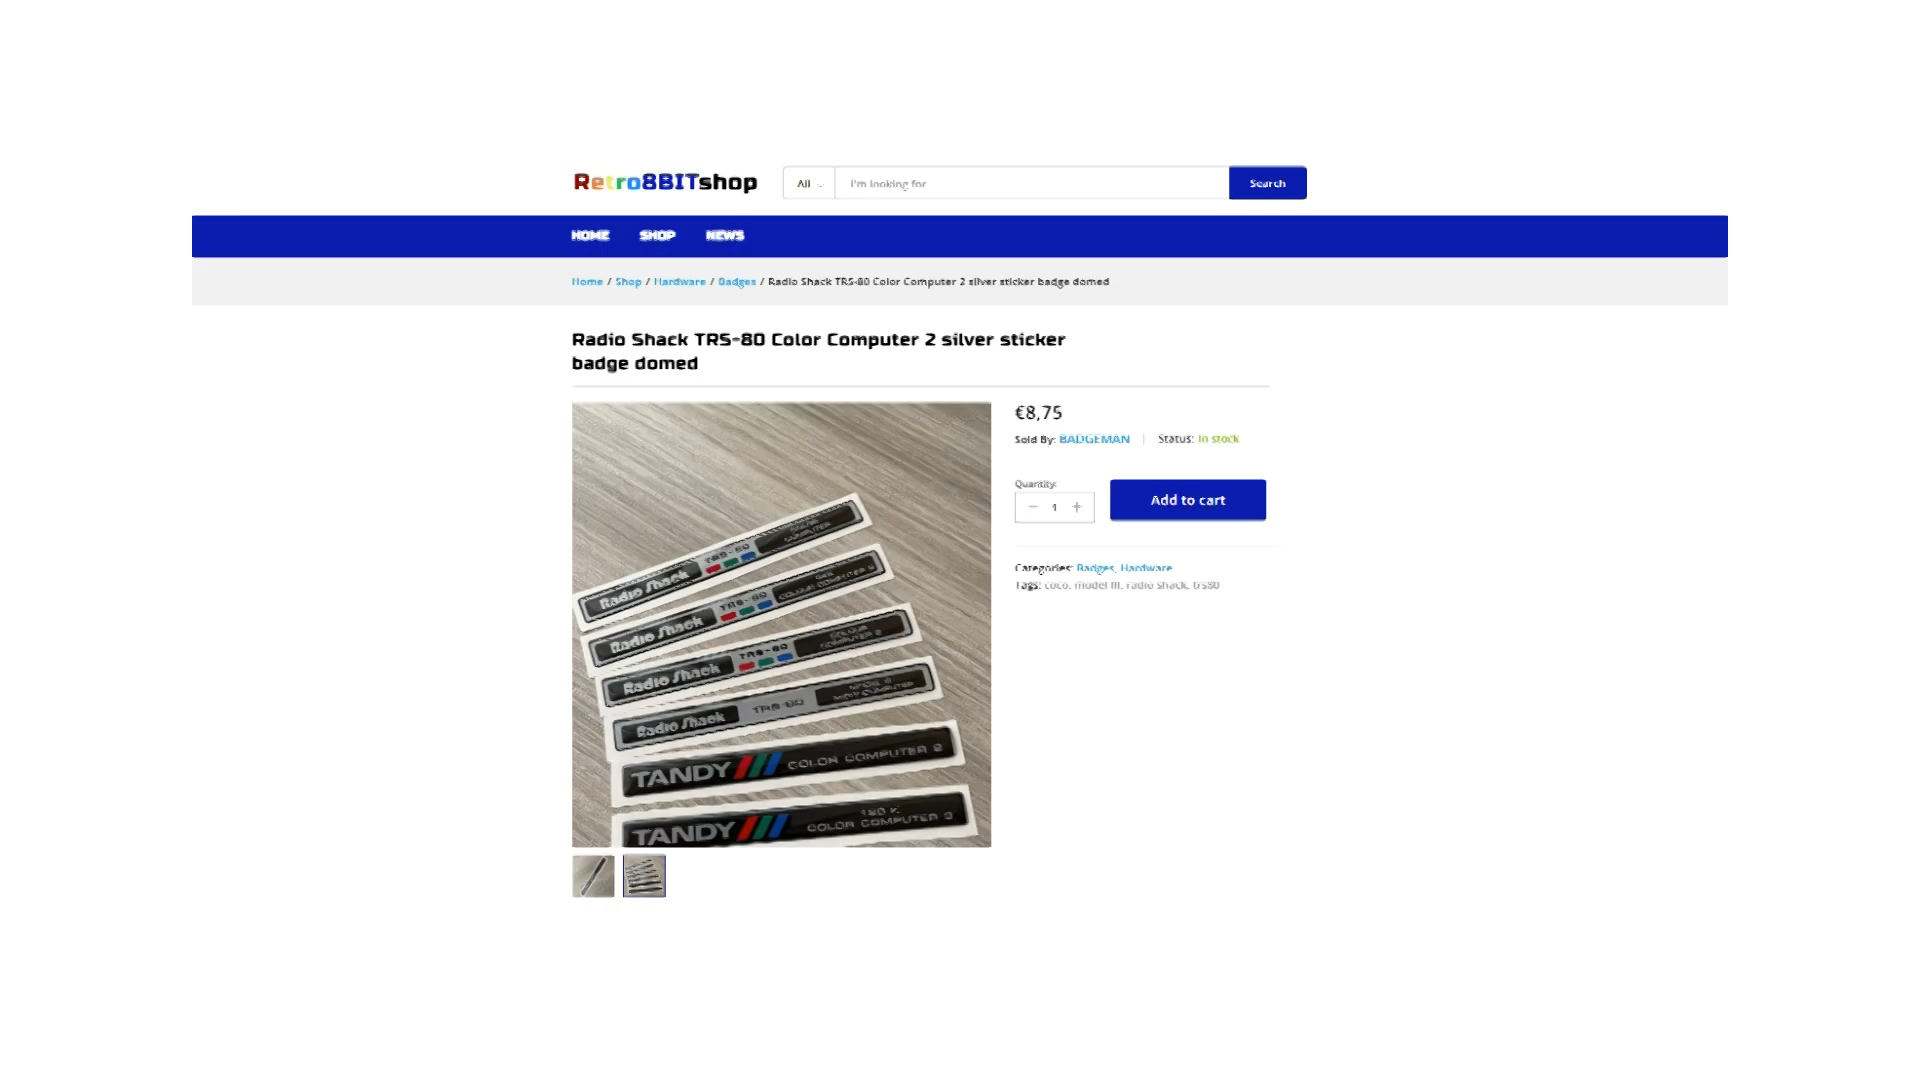 Retro8BITshop
All I'm looking for Search
HOME SHOP NEWS
Home / Shop / Hardware / Badges / Radio Shack TRS-80 Color Computer 2 silver sticker badge domed
Radio Shack TRS-80 Color Computer 2 silver sticker
badge domed
€8,75
Sold By: BADGEMAN | Status: In stock
Quantity:
− 1 +
Add to cart
Categories: Badges, Hardware
Tags: coco, model III, radio shack, trs80
Radio Shack TRS-80 COMPUTER
Radio Shack TRS-80
Radio Shack TRS-80 COMPUTER 2
Radio Shack TRS-80
TANDY COLOR COMPUTER 2
TANDY COLOR COMPUTER 3